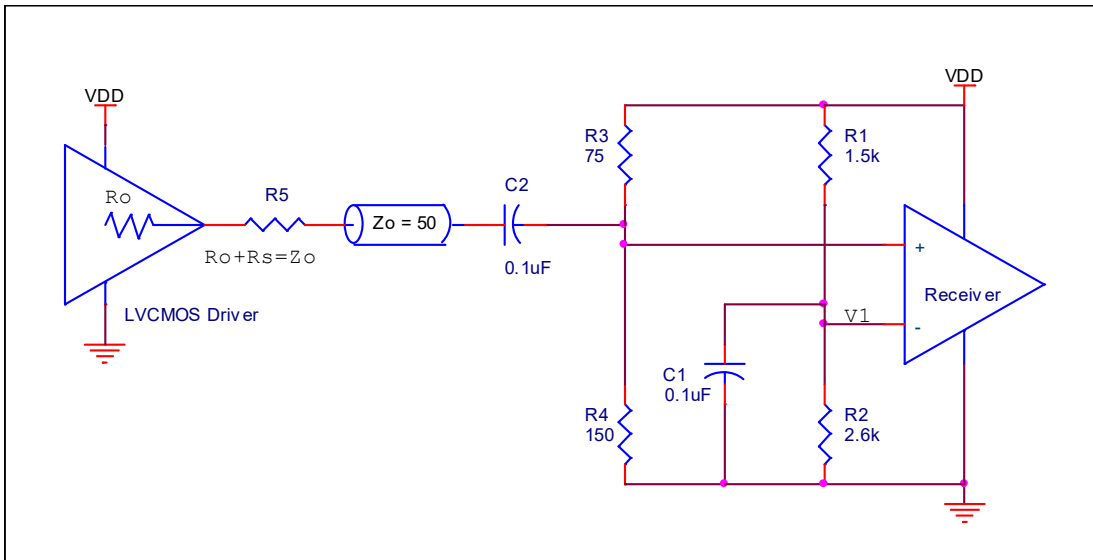 VDD
Ro
R5
Ro+Rs=Zo
LVCMOS Driver
Zo = 50
C2
0.1uF
R3
75
R4
150
VDD
R1
1.5k
+
Receiver
V1
-
C1
0.1uF
R2
2.6k